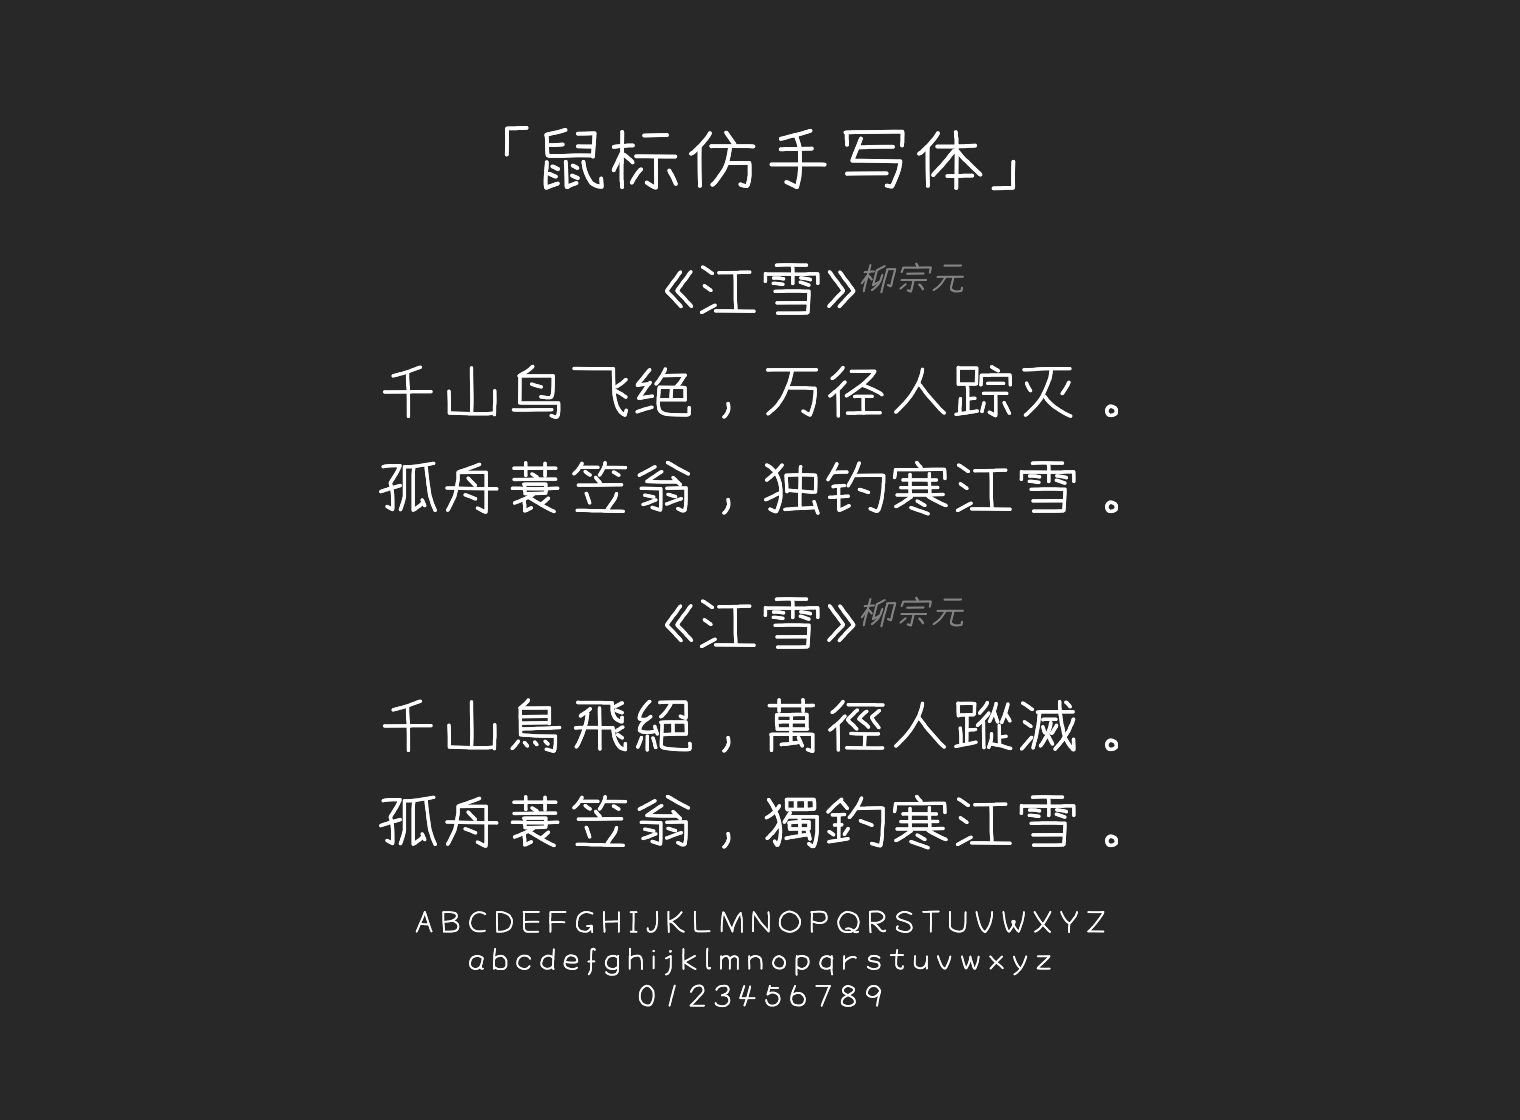 「鼠标仿手写体」
《江雪》柳宗元
千山鸟飞绝，万径人踪灭。
孤舟蓑笠翁，独钓寒江雪。
《江雪》柳宗元
千山鳥飛絕，萬徑人蹤滅。
孤舟蓑笠翁，獨釣寒江雪。
ABCDEFGHIJKLMNOPQRSTUVWXYZ
abcdefghijklmnopqrstuvwxyz
0123456789